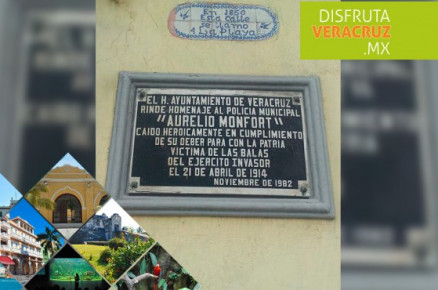 En 1850
Esta Calle
se llamo
1 La Playa
DISFRUTA
VERACRUZ
.MX
EL H. AYUNTAMIENTO DE VERACRUZ
RINDE HOMENAJE AL POLICIA MUNICIPAL
"AURELIO MONFORT"
CAIDO HEROICAMENTE EN CUMPLIMIENTO
DE SU DEBER PARA CON LA PATRIA
VICTIMA DE LAS BALAS
DEL EJERCITO INVASOR
EL 21 DE ABRIL DE 1914
NOVIEMBRE DE 1982